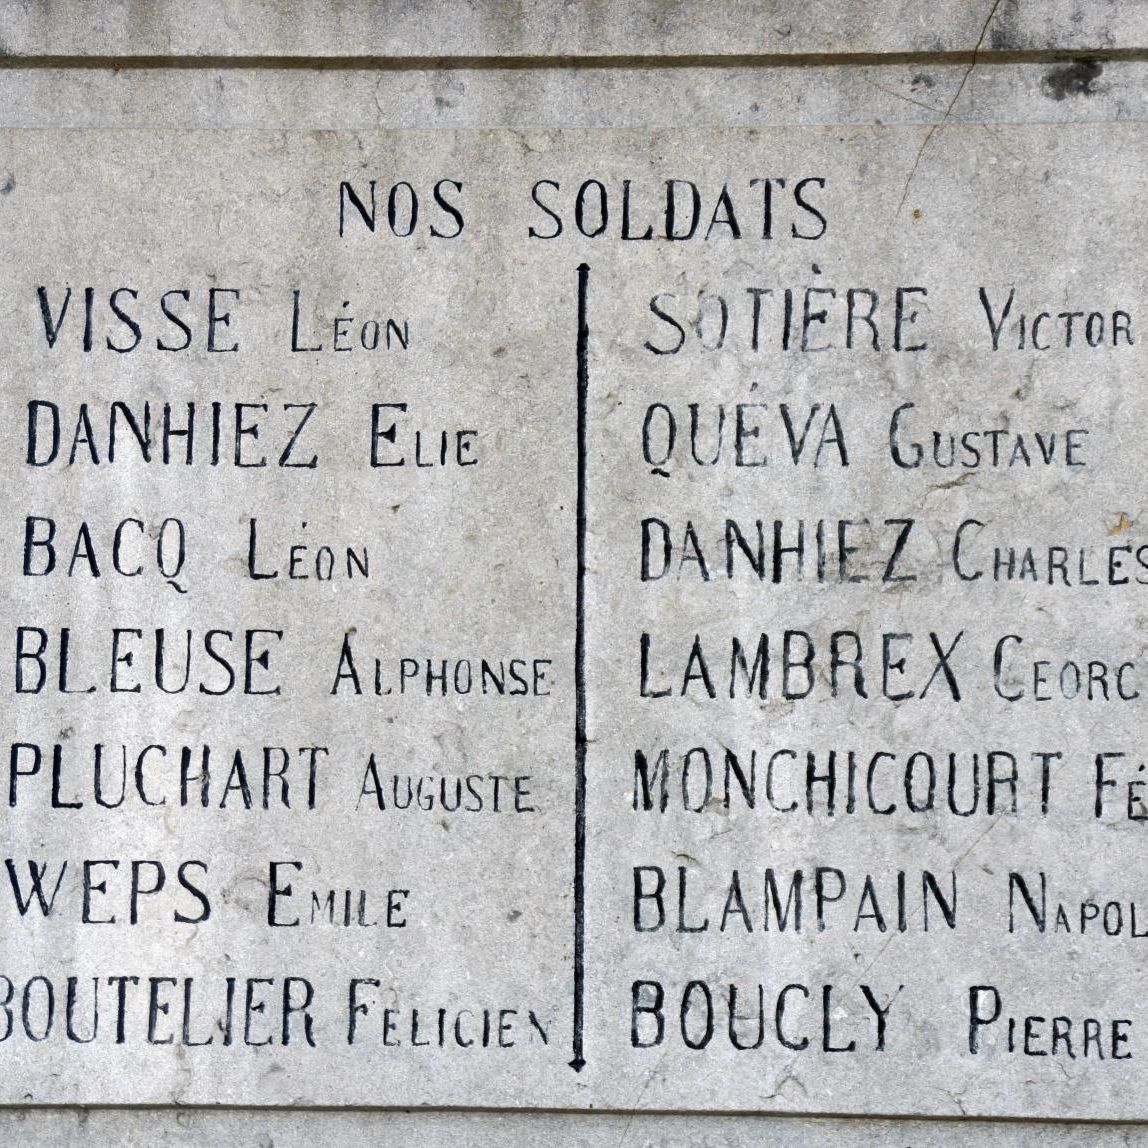 NOS SOLDATS
VISSE LÉON
DANHIEZ ELIE
BACQ LÉON
BLEUSE ALPHONSE
PLUCHART AUGUSTE
WEPS EMILE
BOUTELIER FÉLICIEN
SOTIÈRE VICTOR
QUÉVA GUSTAVE
DANHIEZ CHARLES
LAMBREX
MONCHICOURT
BLAMPAIN
BOUCLY PIERRE